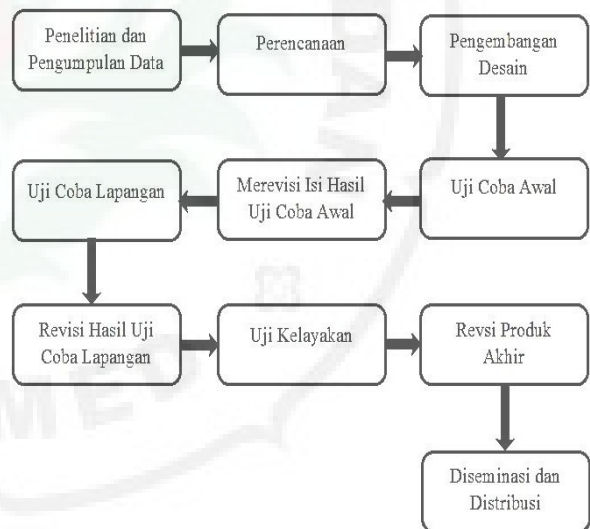 Penelitian dan
Pengumpulan Data
Perencanaan
Pengembangan
Desain
Uji Coba Awal
Merevisi Isi Hasil
Uji Coba Awal
Uji Coba Lapangan
Revisi Hasil Uji
Coba Lapangan
Uji Kelayakan
Revsi Produk
Akhir
Diseminasi dan
Distribusi